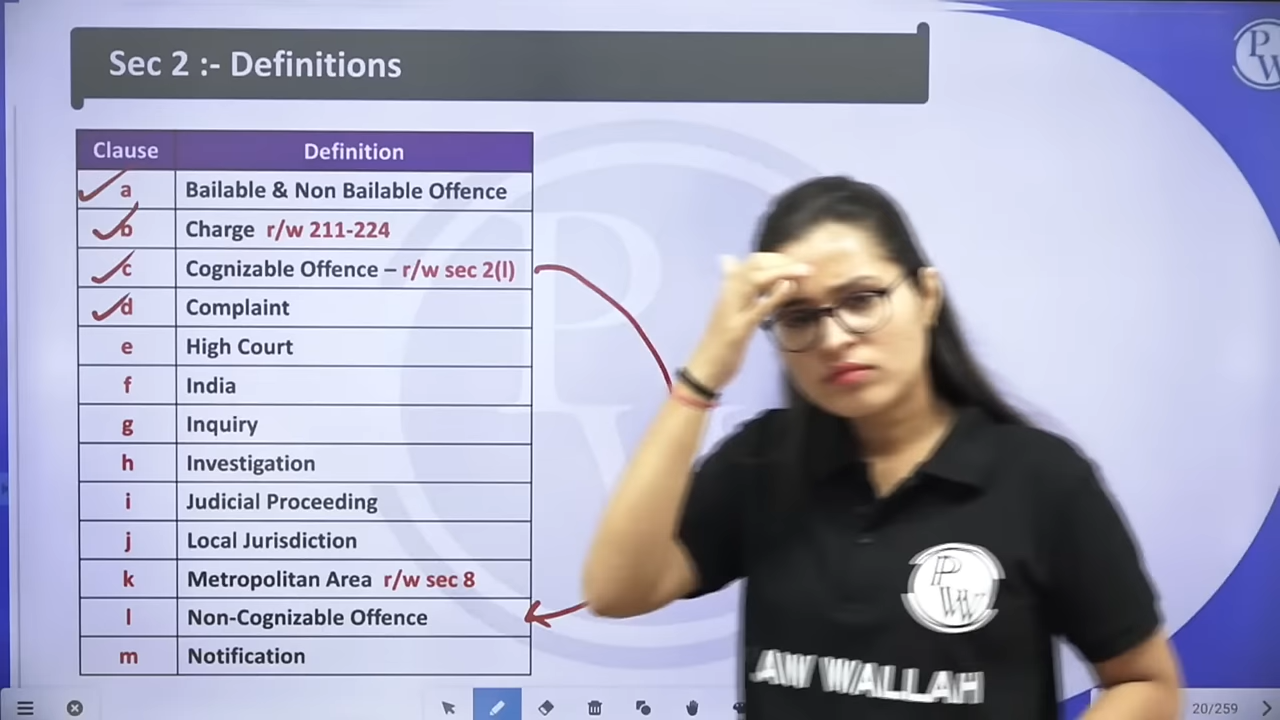 Sec 2 :- Definitions
PW
Clause Definition
a Bailable & Non Bailable Offence
b Charge r/w 211-224
c Cognizable Offence – r/w sec 2(l)
d Complaint
e High Court
f India
g Inquiry
h Investigation
i Judicial Proceeding
j Local Jurisdiction
k Metropolitan Area r/w sec 8
l Non-Cognizable Offence
m Notification
PW
AW WALLAH
20/259